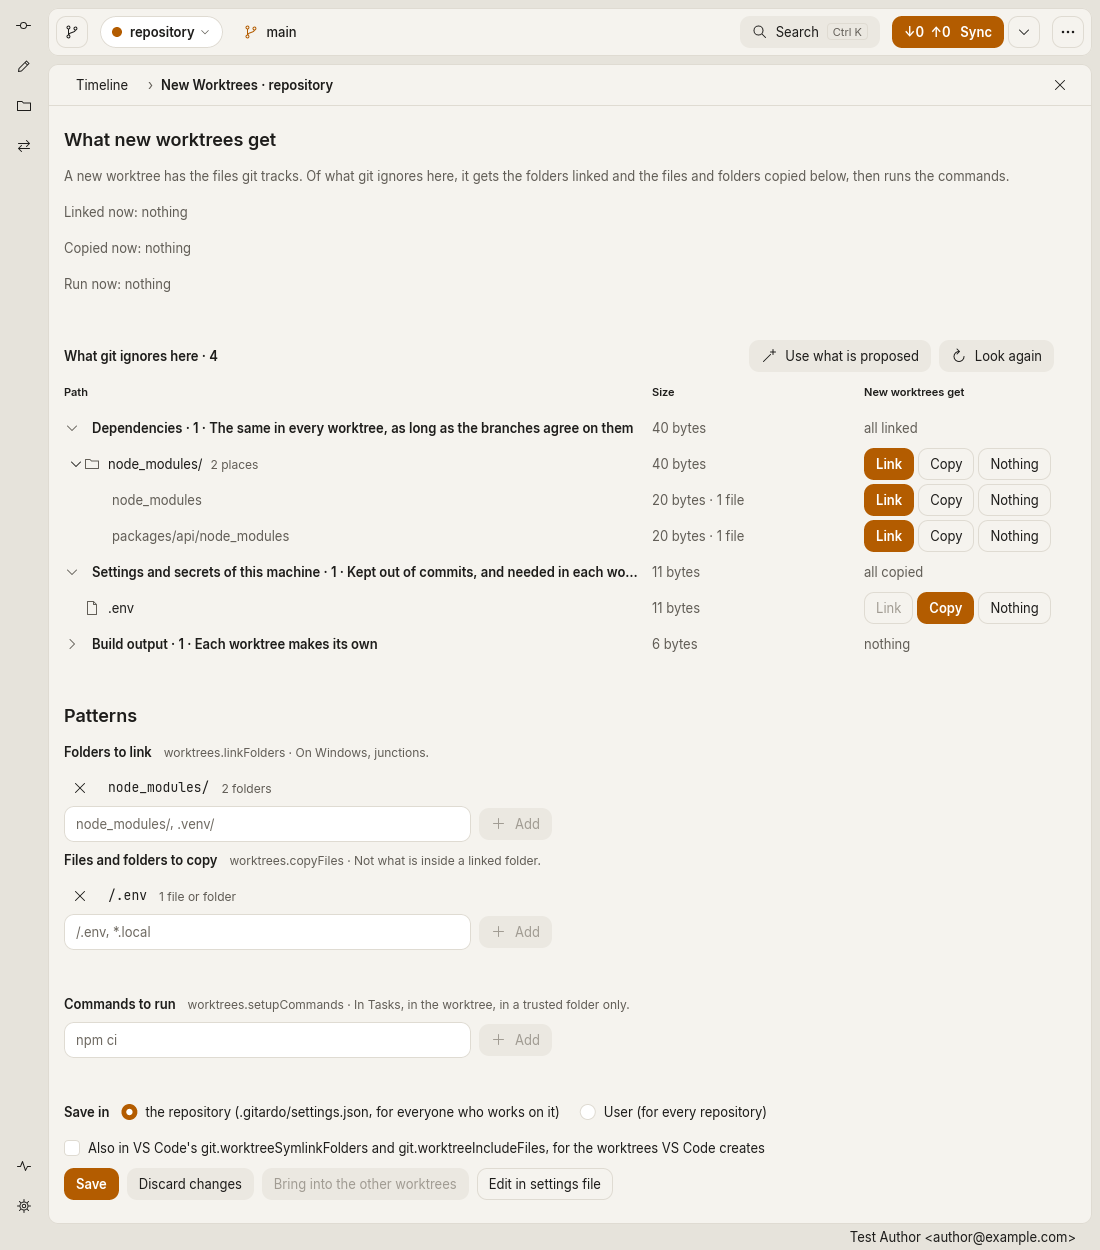 repository main Search Ctrl K ↓0 ↑0 Sync
Timeline › New Worktrees · repository
What new worktrees get
A new worktree has the files git tracks. Of what git ignores here, it gets the folders linked and the files and folders copied below, then runs the commands.
Linked now: nothing
Copied now: nothing
Run now: nothing
What git ignores here · 4 Use what is proposed Look again
Path Size New worktrees get
Dependencies · 1 · The same in every worktree, as long as the branches agree on them 40 bytes all linked
node_modules/ 2 places 40 bytes Link Copy Nothing
node_modules 20 bytes · 1 file Link Copy Nothing
packages/api/node_modules 20 bytes · 1 file Link Copy Nothing
Settings and secrets of this machine · 1 · Kept out of commits, and needed in each wo... 11 bytes all copied
.env 11 bytes Link Copy Nothing
Build output · 1 · Each worktree makes its own 6 bytes nothing
Patterns
Folders to link worktrees.linkFolders · On Windows, junctions.
node_modules/ 2 folders
node_modules/, .venv/ Add
Files and folders to copy worktrees.copyFiles · Not what is inside a linked folder.
/.env 1 file or folder
/.env, *.local Add
Commands to run worktrees.setupCommands · In Tasks, in the worktree, in a trusted folder only.
npm ci Add
Save in the repository (.gitardo/settings.json, for everyone who works on it) User (for every repository)
Also in VS Code's git.worktreeSymlinkFolders and git.worktreeIncludeFiles, for the worktrees VS Code creates
Save Discard changes Bring into the other worktrees Edit in settings file
Test Author <author@example.com>